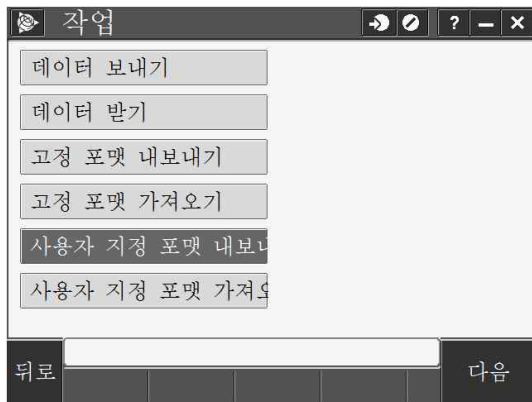 작업
?
데이터 보내기
데이터 받기
고정 포맷 내보내기
고정 포맷 가져오기
사용자 지정 포맷 내보
사용자 지정 포맷 가져
뒤로
다음